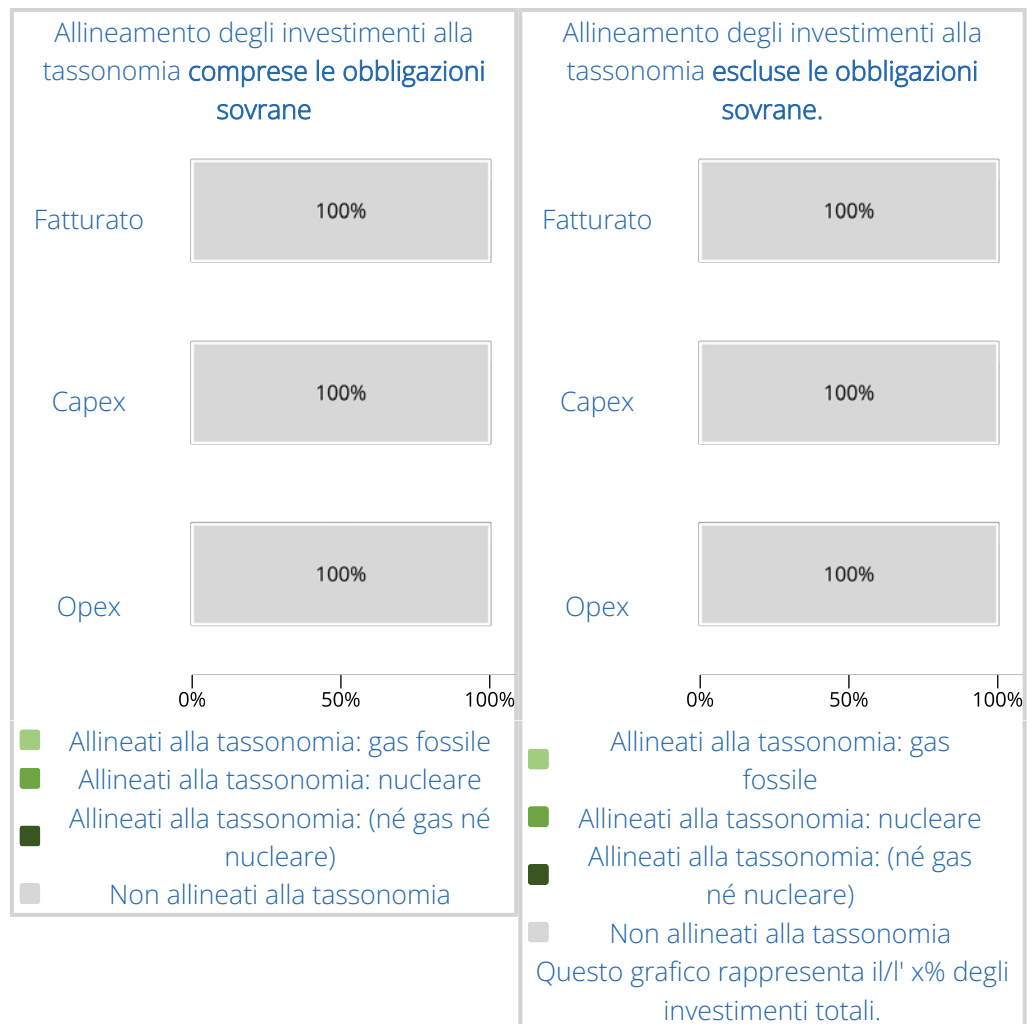 Allineamento degli investimenti alla
tassonomia comprese le obbligazioni
sovrane
Fatturato
100%
Capex
100%
Opex
100%
0% 50% 100%
Allineati alla tassonomia: gas fossile
Allineati alla tassonomia: nucleare
Allineati alla tassonomia: (né gas né
nucleare)
Non allineati alla tassonomia
Allineamento degli investimenti alla
tassonomia escluse le obbligazioni
sovrane.
Fatturato
100%
Capex
100%
Opex
100%
0% 50% 100%
Allineati alla tassonomia: gas
fossile
Allineati alla tassonomia: nucleare
Allineati alla tassonomia: (né gas
né nucleare)
Non allineati alla tassonomia
Questo grafico rappresenta il/l' x% degli
investimenti totali.